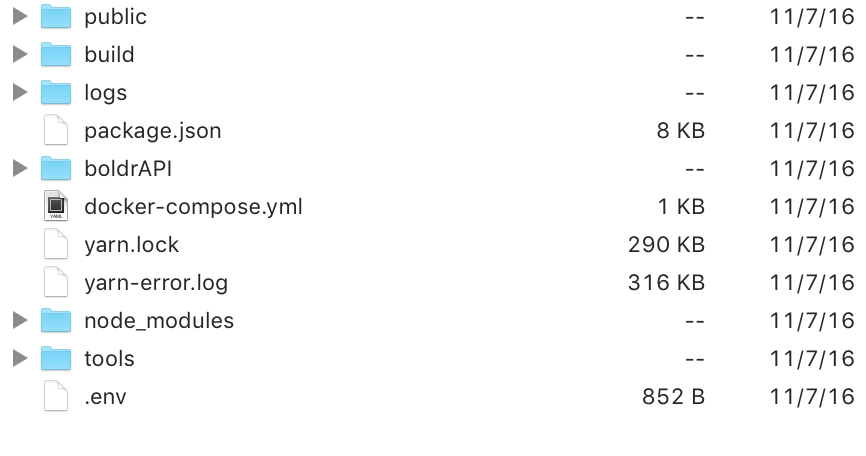 public -- 11/7/16
build -- 11/7/16
logs -- 11/7/16
package.json 8 KB 11/7/16
boldrAPI -- 11/7/16
YAML docker-compose.yml 1 KB 11/7/16
yarn.lock 290 KB 11/7/16
yarn-error.log 316 KB 11/7/16
node_modules -- 11/7/16
tools -- 11/7/16
.env 852 B 11/7/16